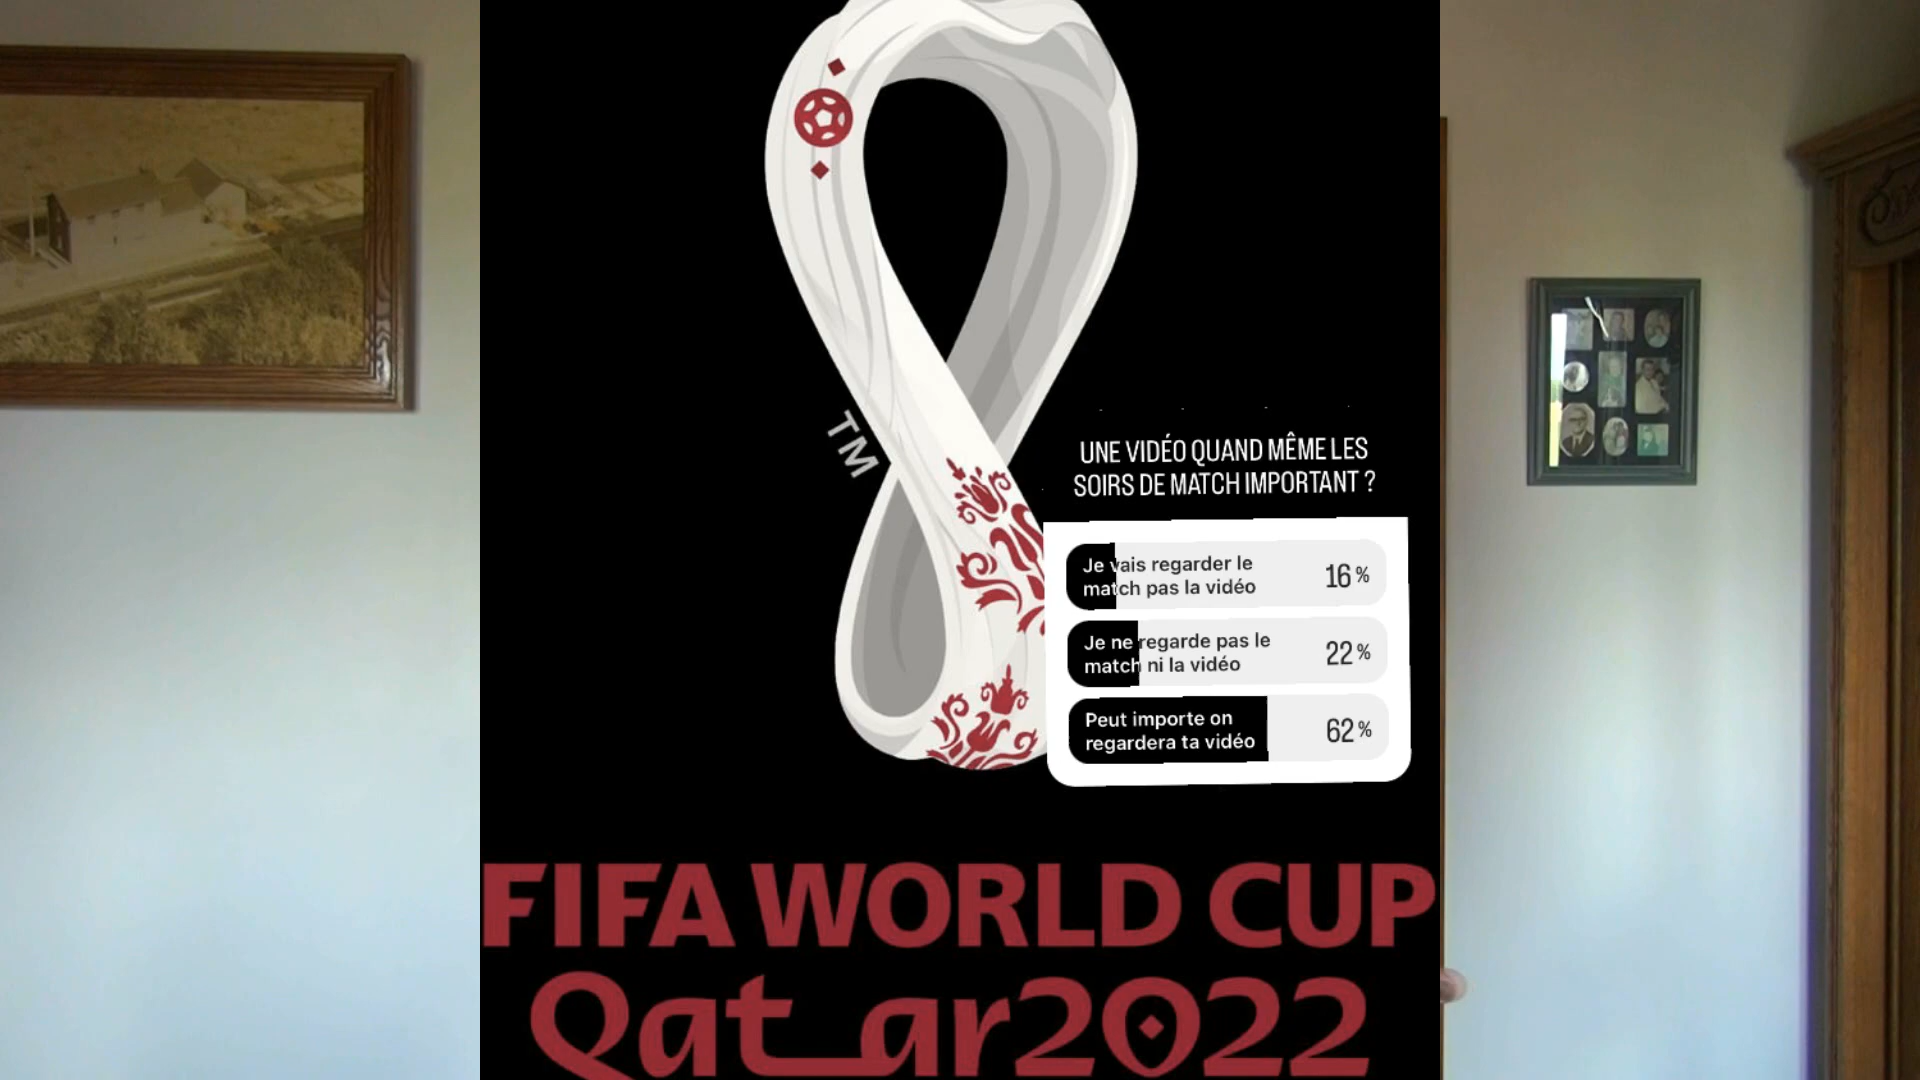 TM
UNE VIDÉO QUAND MÊME LES
SOIRS DE MATCH IMPORTANT ?
Je vais regarder le
match pas la vidéo
16%
Je ne regarde pas le
match ni la vidéo
22%
Peut importe on
regardera ta vidéo
62%
FIFA WORLD CUP
Qatar2022